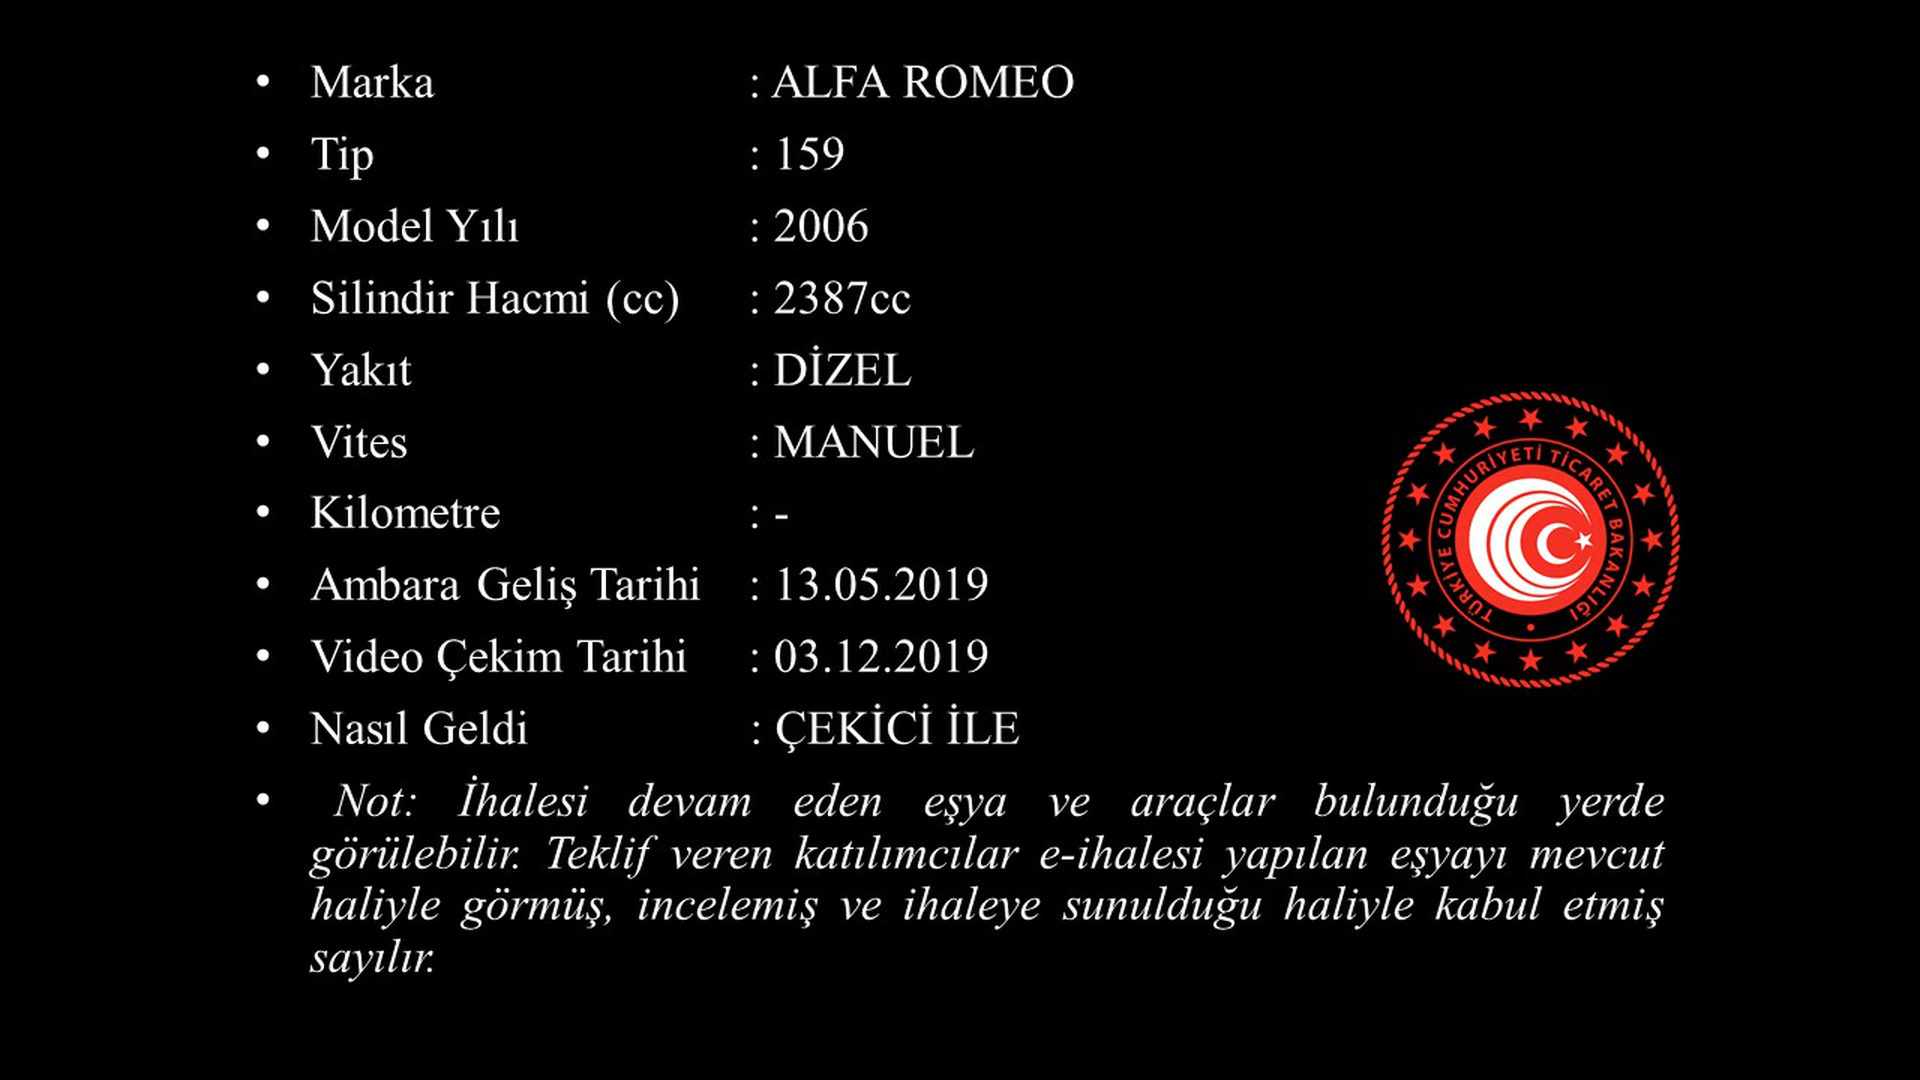 • Marka : ALFA ROMEO
• Tip : 159
• Model Yılı : 2006
• Silindir Hacmi (cc) : 2387cc
• Yakıt : DİZEL
• Vites : MANUEL
• Kilometre : -
• Ambara Geliş Tarihi : 13.05.2019
• Video Çekim Tarihi : 03.12.2019
• Nasıl Geldi : ÇEKİCİ İLE
• Not: İhalesi devam eden eşya ve araçlar bulunduğu yerde
görülebilir. Teklif veren katılımcılar e-ihalesi yapılan eşyayı mevcut
haliyle görmüş, incelemiş ve ihaleye sunulduğu haliyle kabul etmiş
sayılır.
TÜRKİYE CUMHURİYETİ TİCARET BAKANLIĞI